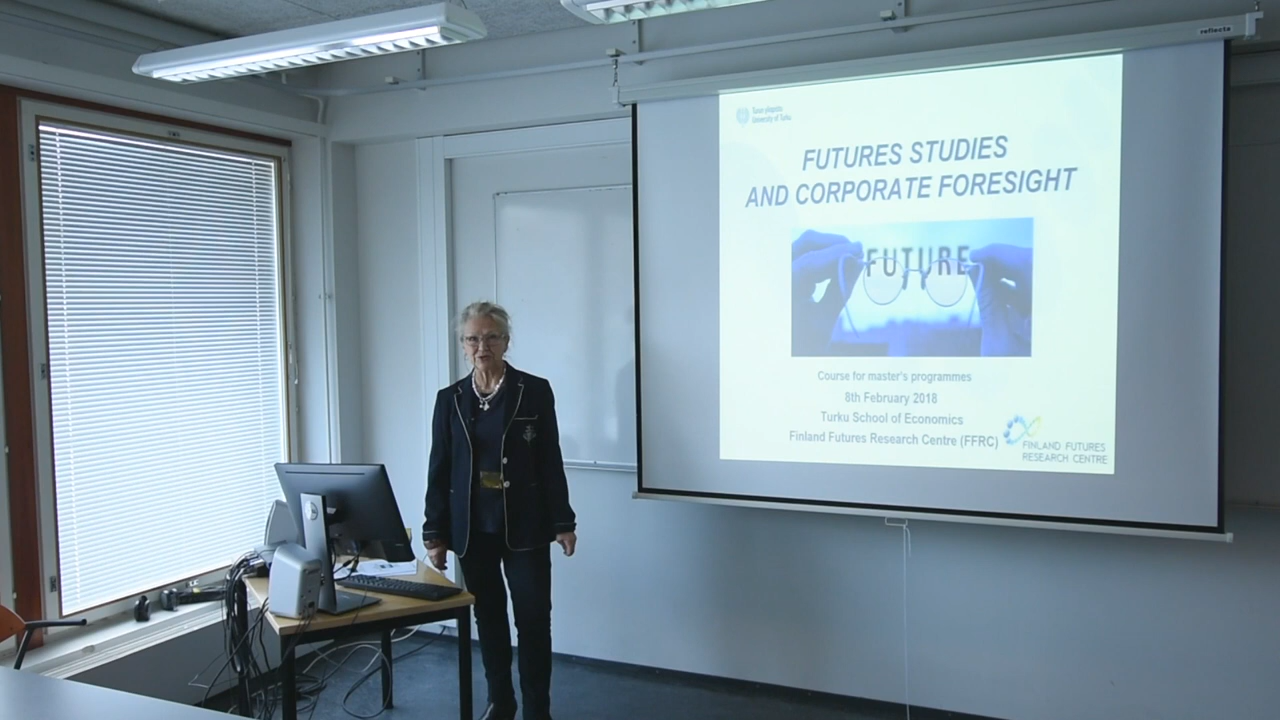 reflecta
Turun yliopisto
University of Turku
FUTURES STUDIES
AND CORPORATE FORESIGHT
FUTURE
Course for master's programmes
8th February 2018
Turku School of Economics
Finland Futures Research Centre (FFRC)
FINLAND FUTURES
RESEARCH CENTRE